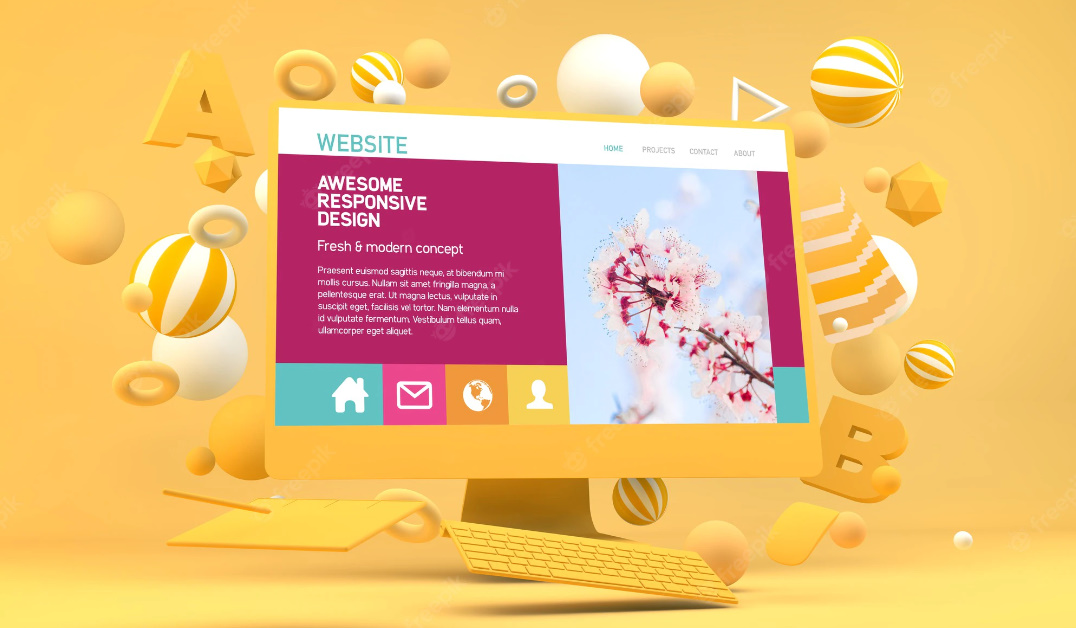 A
WEBSITE
HOME PROJECTS CONTACT ABOUT
AWESOME
RESPONSIVE
DESIGN
Fresh & modern concept
Praesent euismod sagittis neque, at bibendum mi
mollis cursus. Nullam sit amet fringilla magna, a
pellentesque erat. Ut magna lectus, vulputate in
suscipit eget, facilisis vel tortor. Nam elementum nulla
id vulputate fermentum. Vestibulum tellus quam,
ullamcorper eget aliquet.
B
freepik